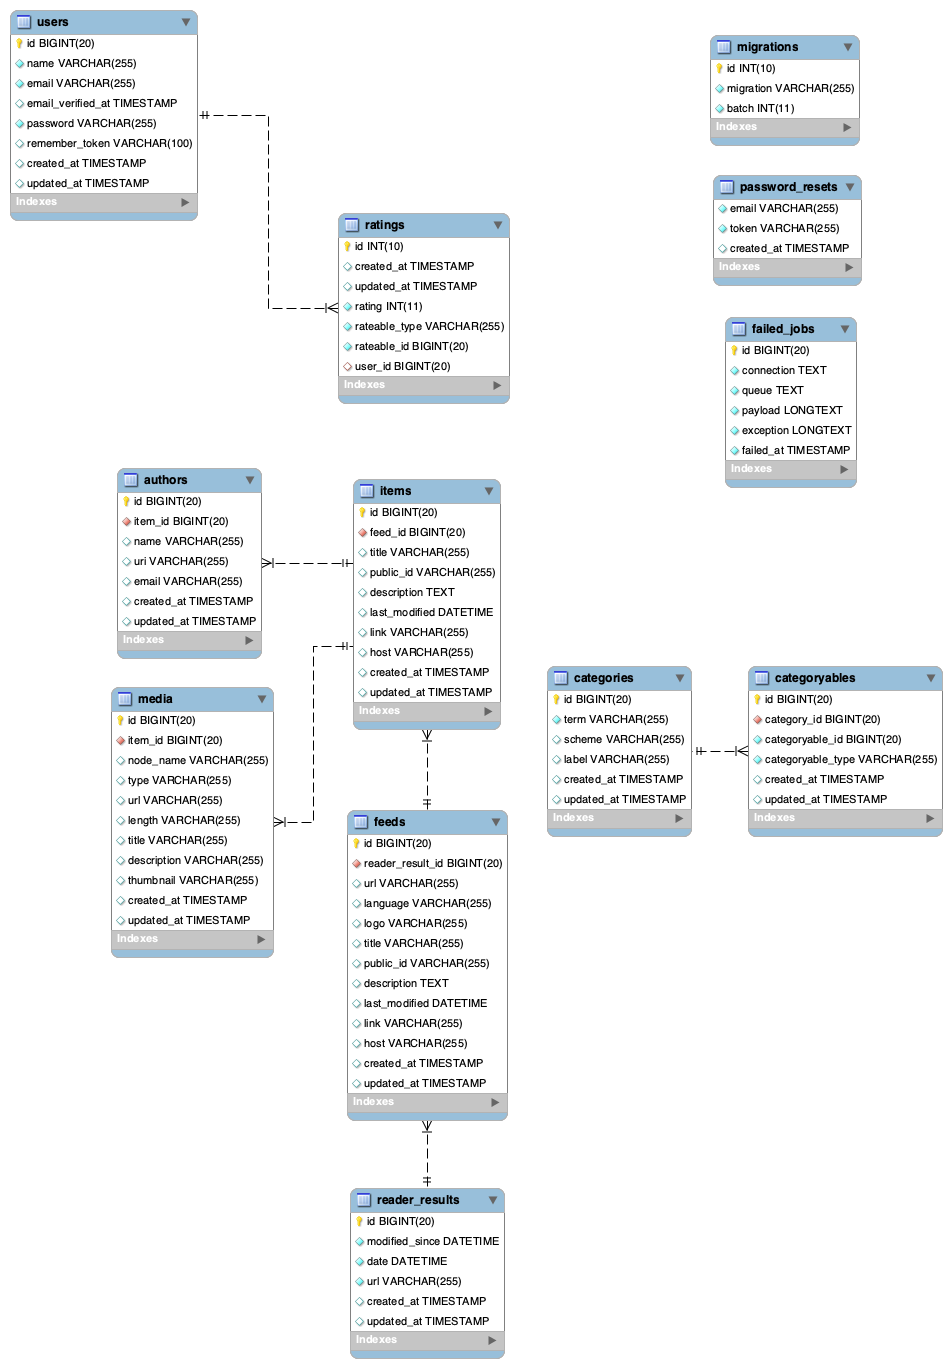 users
id BIGINT(20)
name VARCHAR(255)
email VARCHAR(255)
email_verified_at TIMESTAMP
password VARCHAR(255)
remember_token VARCHAR(100)
created_at TIMESTAMP
updated_at TIMESTAMP
Indexes
migrations
id INT(10)
migration VARCHAR(255)
batch INT(11)
Indexes
password_resets
email VARCHAR(255)
token VARCHAR(255)
created_at TIMESTAMP
Indexes
ratings
id INT(10)
created_at TIMESTAMP
updated_at TIMESTAMP
rating INT(11)
rateable_type VARCHAR(255)
rateable_id BIGINT(20)
user_id BIGINT(20)
Indexes
failed_jobs
id BIGINT(20)
connection TEXT
queue TEXT
payload LONGTEXT
exception LONGTEXT
failed_at TIMESTAMP
Indexes
authors
id BIGINT(20)
item_id BIGINT(20)
name VARCHAR(255)
uri VARCHAR(255)
email VARCHAR(255)
created_at TIMESTAMP
updated_at TIMESTAMP
Indexes
items
id BIGINT(20)
feed_id BIGINT(20)
title VARCHAR(255)
public_id VARCHAR(255)
description TEXT
last_modified DATETIME
link VARCHAR(255)
host VARCHAR(255)
created_at TIMESTAMP
updated_at TIMESTAMP
Indexes
media
id BIGINT(20)
item_id BIGINT(20)
node_name VARCHAR(255)
type VARCHAR(255)
url VARCHAR(255)
length VARCHAR(255)
title VARCHAR(255)
description VARCHAR(255)
thumbnail VARCHAR(255)
created_at TIMESTAMP
updated_at TIMESTAMP
Indexes
categories
id BIGINT(20)
term VARCHAR(255)
scheme VARCHAR(255)
label VARCHAR(255)
created_at TIMESTAMP
updated_at TIMESTAMP
Indexes
categoryables
id BIGINT(20)
category_id BIGINT(20)
categoryable_id BIGINT(20)
categoryable_type VARCHAR(255)
created_at TIMESTAMP
updated_at TIMESTAMP
Indexes
feeds
id BIGINT(20)
reader_result_id BIGINT(20)
url VARCHAR(255)
language VARCHAR(255)
logo VARCHAR(255)
title VARCHAR(255)
public_id VARCHAR(255)
description TEXT
last_modified DATETIME
link VARCHAR(255)
host VARCHAR(255)
created_at TIMESTAMP
updated_at TIMESTAMP
Indexes
reader_results
id BIGINT(20)
modified_since DATETIME
date DATETIME
url VARCHAR(255)
created_at TIMESTAMP
updated_at TIMESTAMP
Indexes